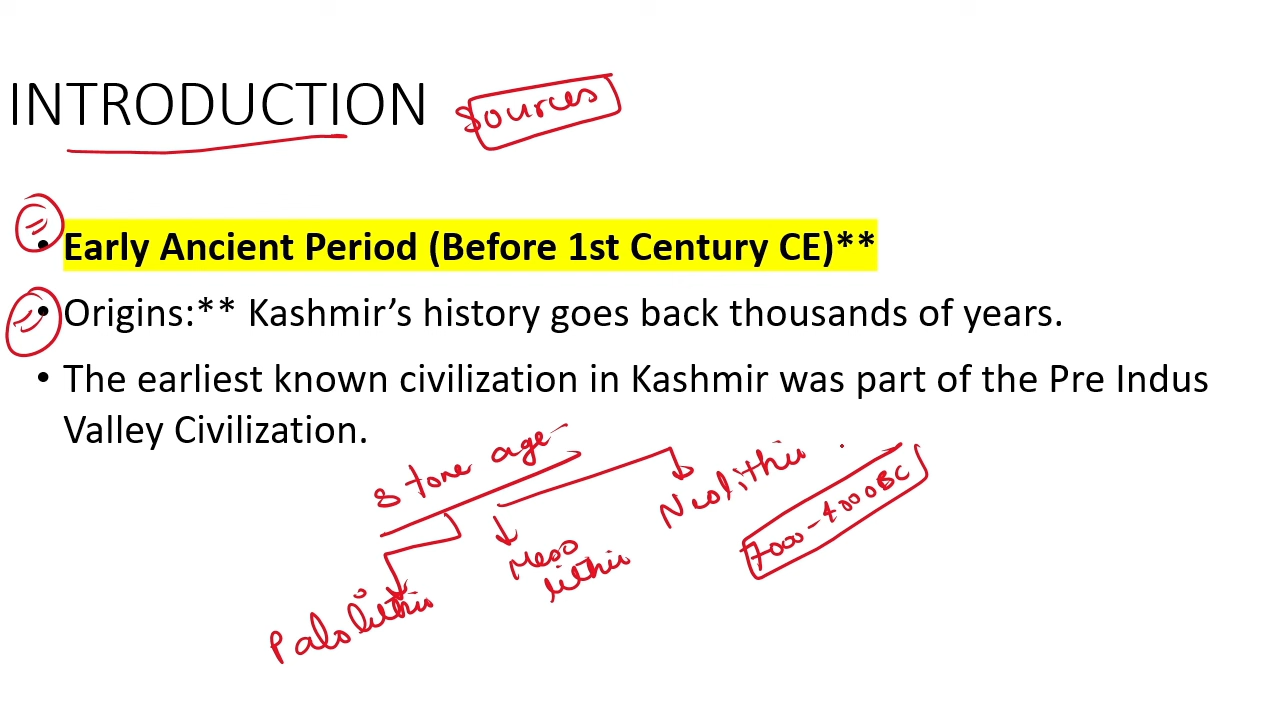 INTRODUCTION Sources
• Early Ancient Period (Before 1st Century CE)**
• Origins:** Kashmir’s history goes back thousands of years.
• The earliest known civilization in Kashmir was part of the Pre Indus
Valley Civilization.
Stone age
Neolithic
7000-4000BC
Meso
lithic
Palolithic